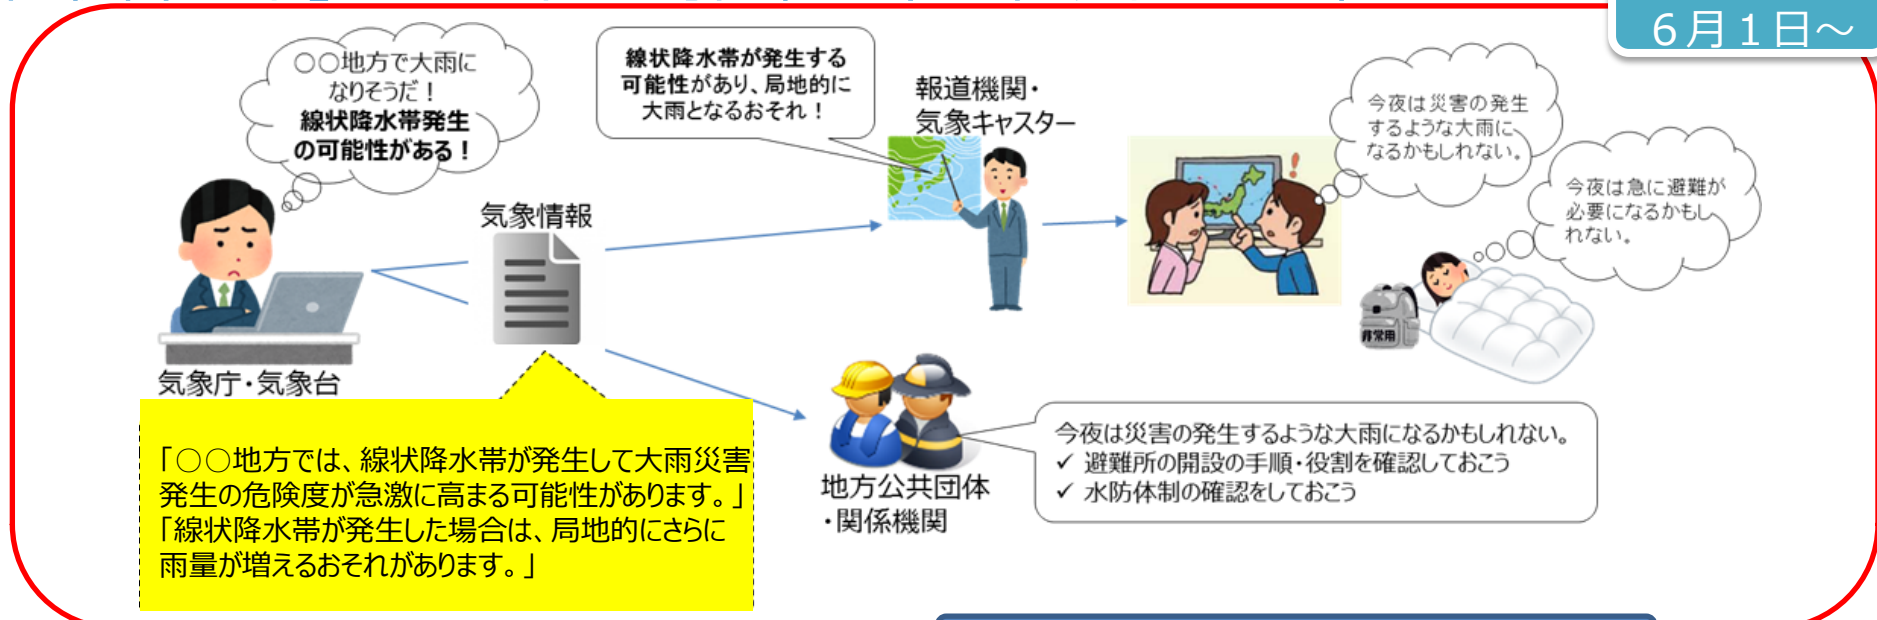 6月1日～
○○地方で大雨に
なりそうだ！
線状降水帯発生
の可能性がある！
線状降水帯が発生する
可能性があり、局地的に
大雨となるおそれ！
報道機関・
気象キャスター
今夜は災害の発生
するような大雨に
なるかもしれない。
今夜は急に避難が
必要になるかもし
れない。
気象情報
非常用
気象庁・気象台
「○○地方では、線状降水帯が発生して大雨災害
発生の危険度が急激に高まる可能性があります。」
「線状降水帯が発生した場合は、局地的にさらに
雨量が増えるおそれがあります。」
地方公共団体
・関係機関
今夜は災害の発生するような大雨になるかもしれない。
✓ 避難所の開設の手順・役割を確認しておこう
✓ 水防体制の確認をしておこう